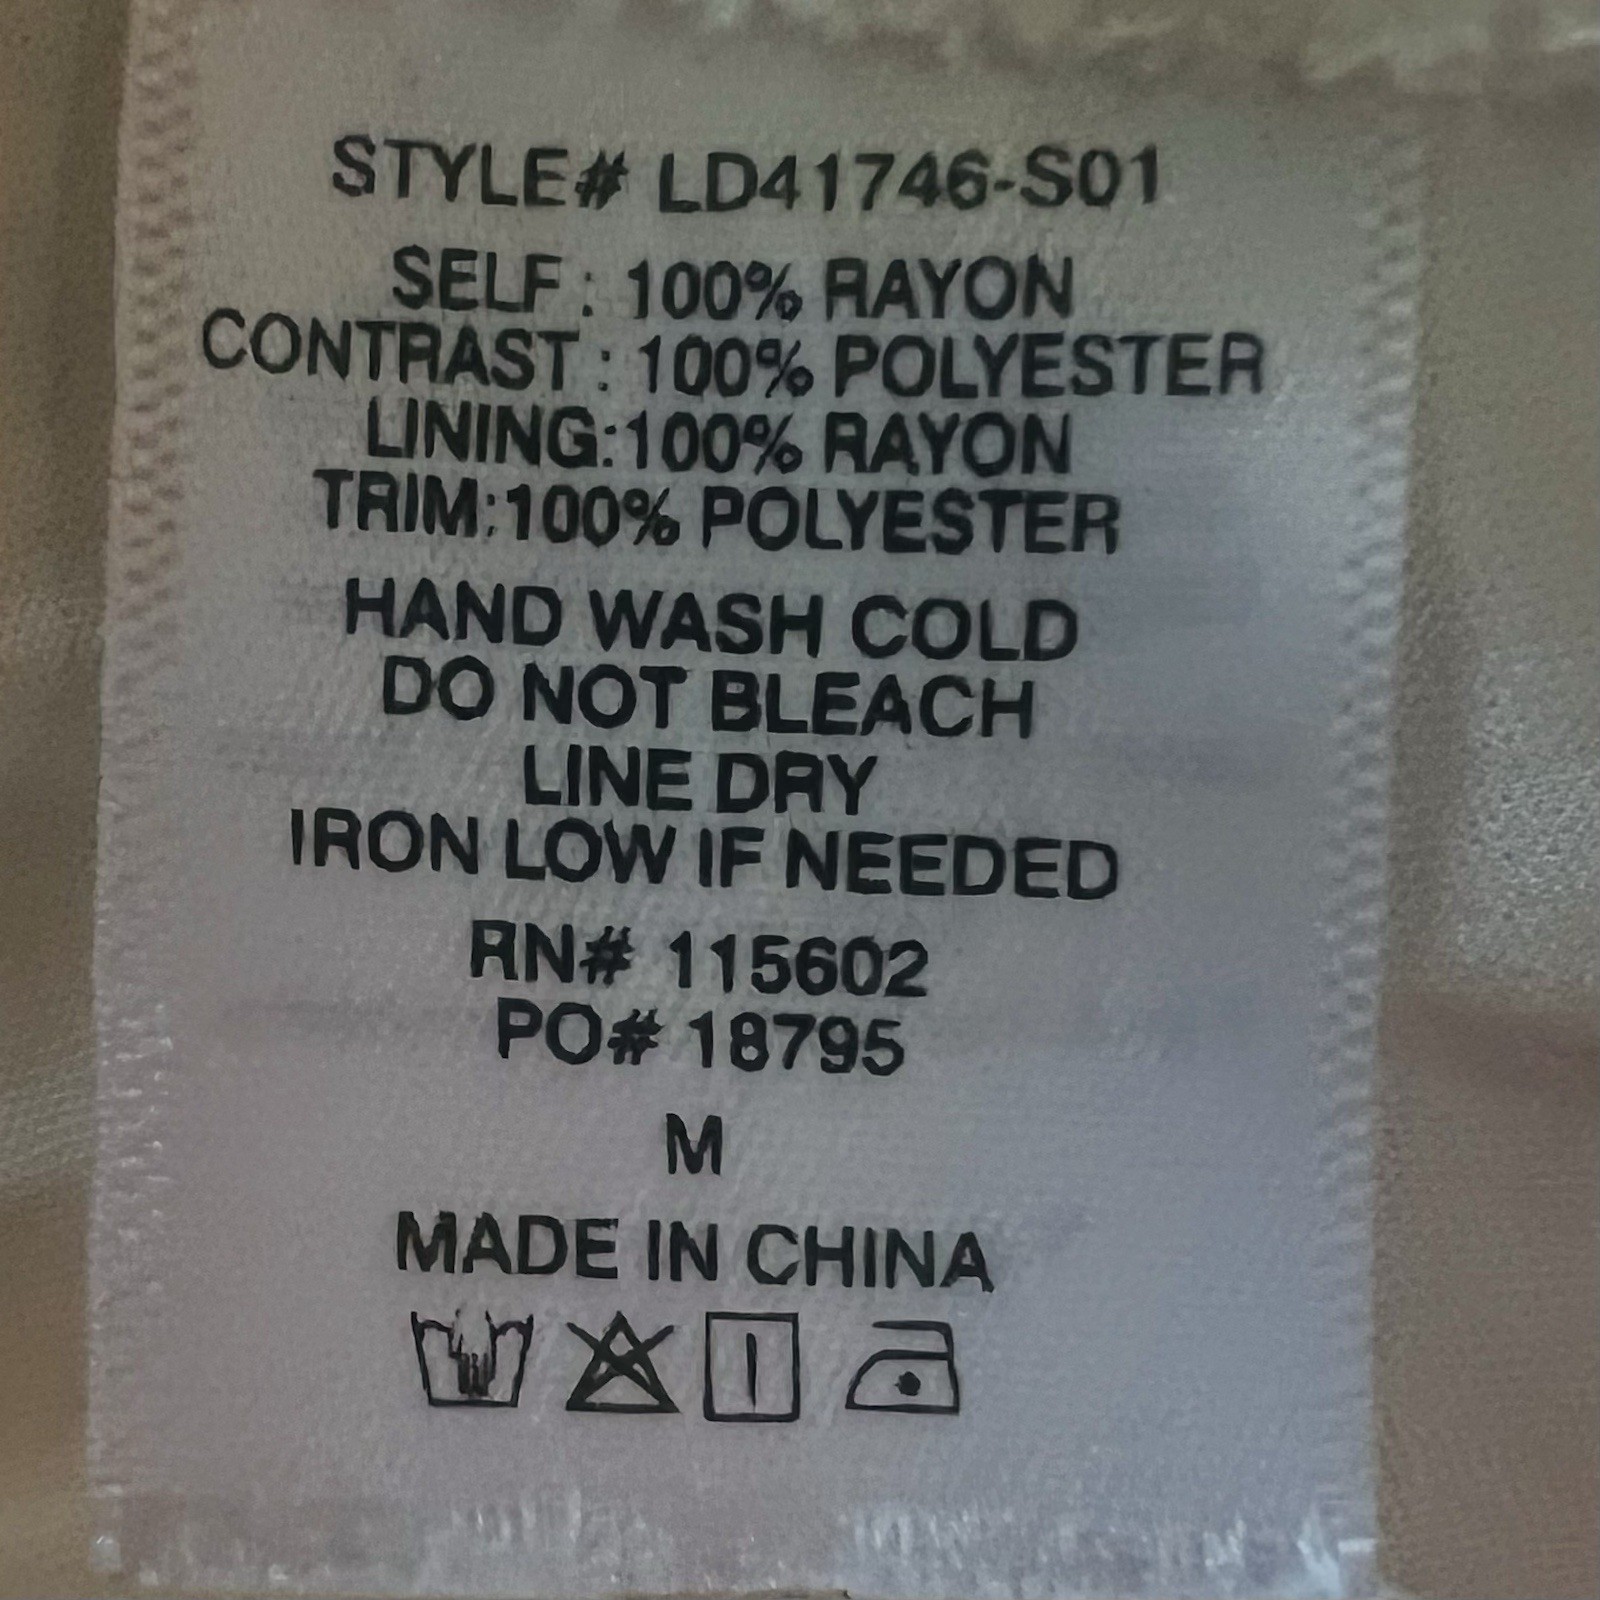 STYLE# LD41746-S01
SELF : 100% RAYON
CONTRAST : 100% POLYESTER
LINING:100% RAYON
TRIM:100% POLYESTER
HAND WASH COLD
DO NOT BLEACH
LINE DRY
IRON LOW IF NEEDED
RN# 115602
PO# 18795
M
MADE IN CHINA